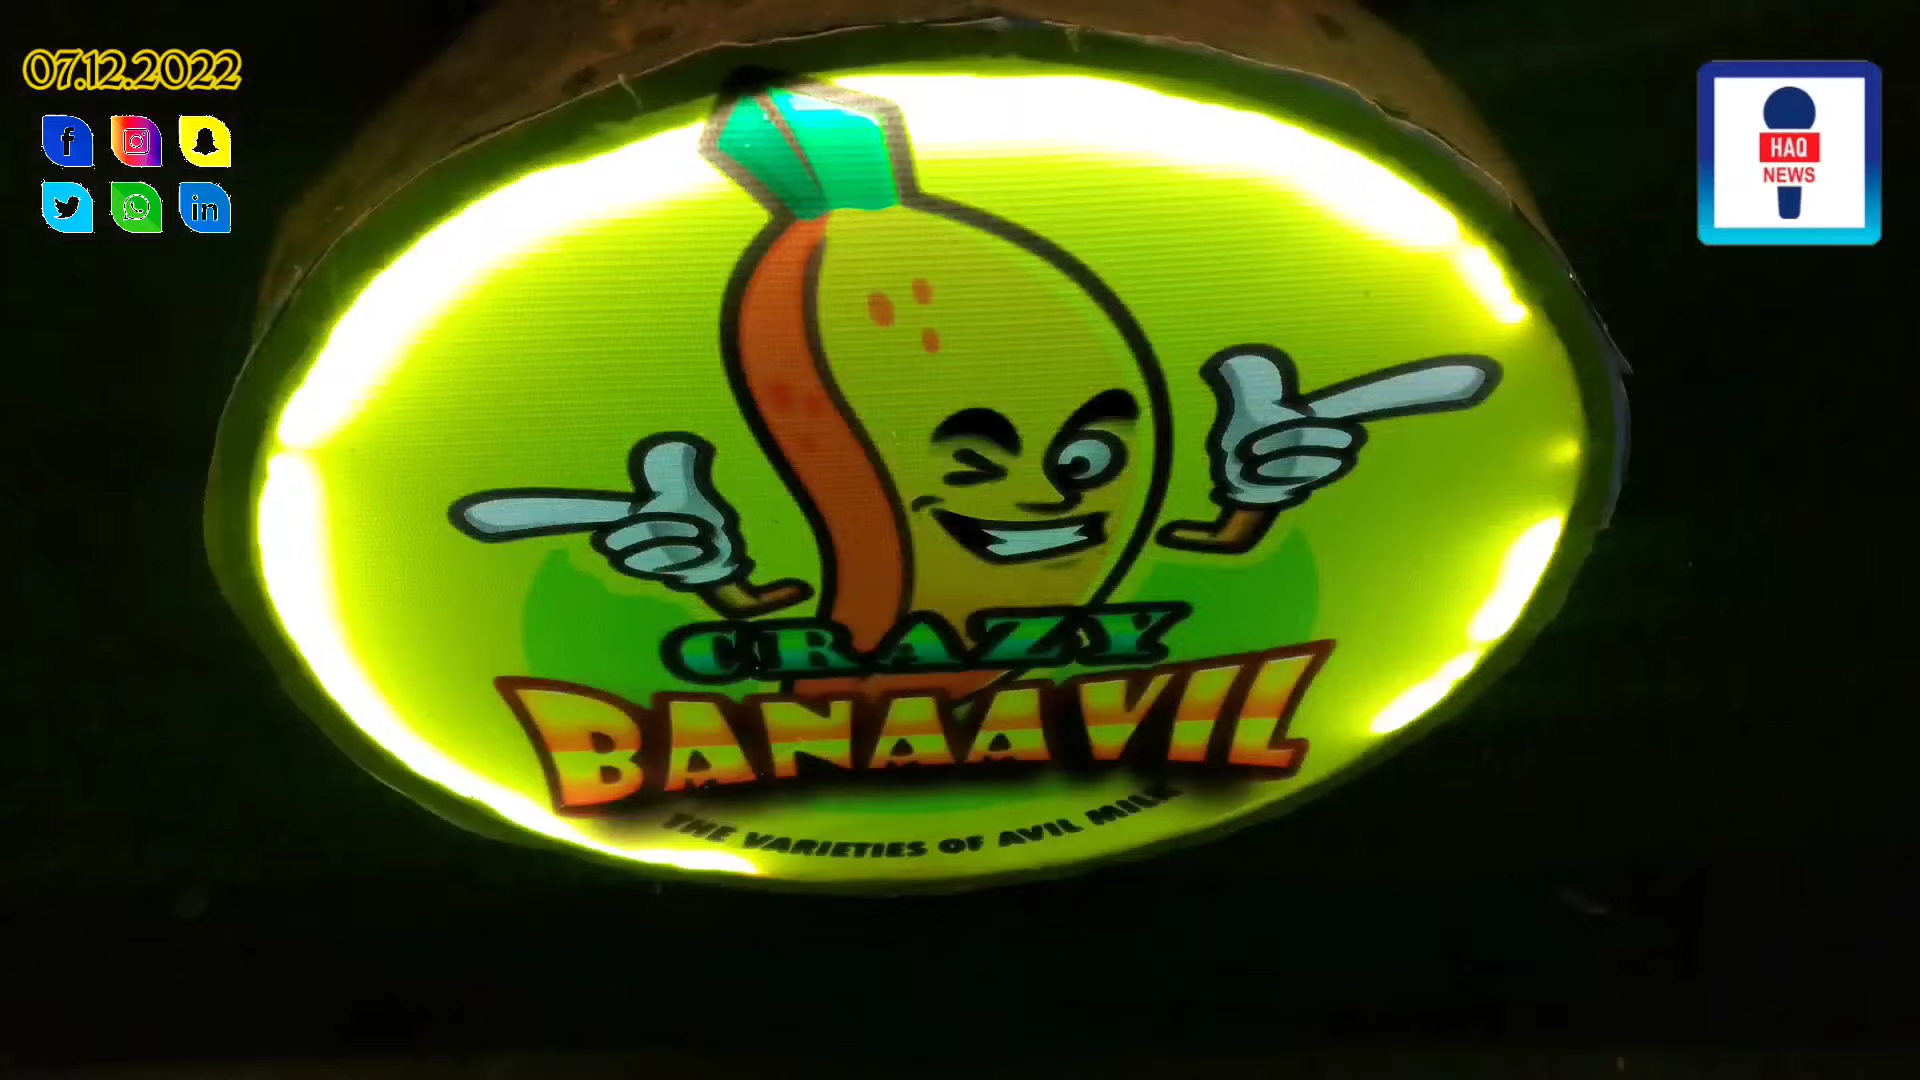 07.12.2022
HAQ
NEWS
CRAZY
BANAAVIL
THE VARIETIES OF AVIL MILK